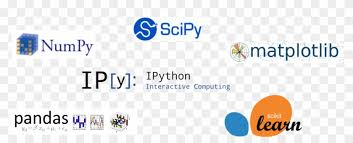 SciPy
NumPy
matplotlib
IP[y]:
IPython
Interactive Computing
pandas
scikit
learn